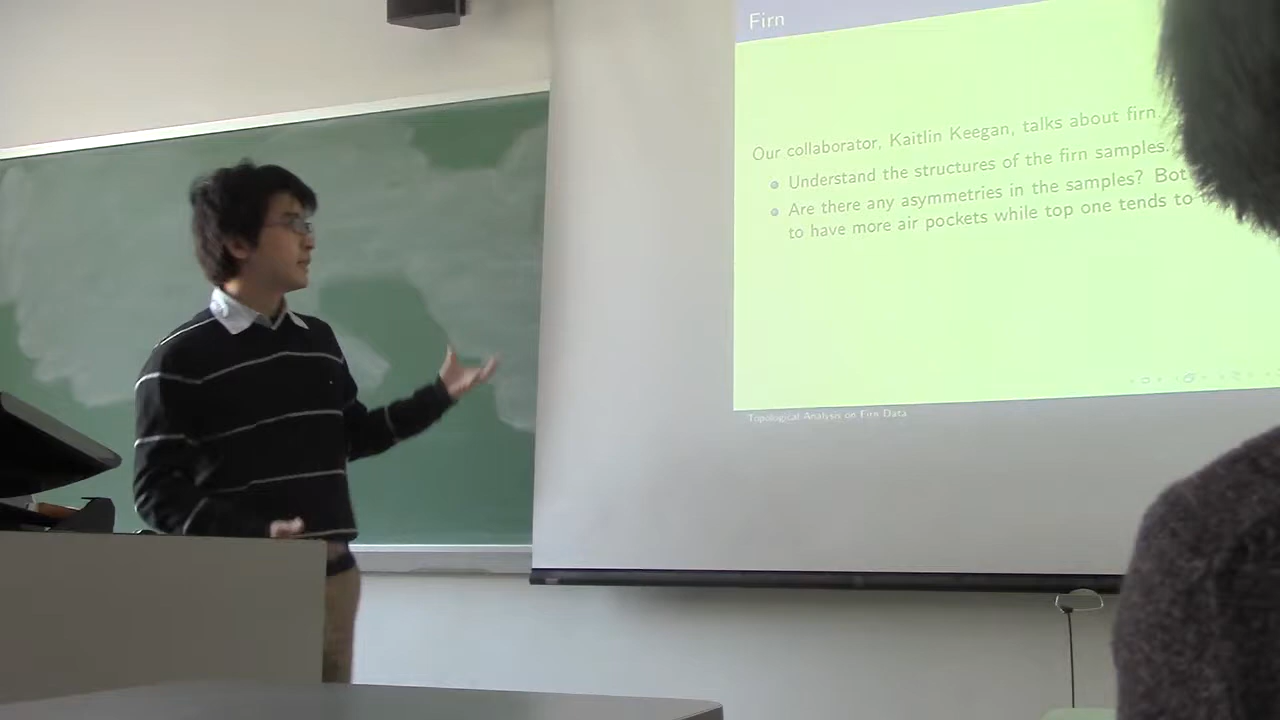 Firn
Our collaborator, Kaitlin Keegan, talks about firn.
Understand the structures of the firn samples.
Are there any asymmetries in the samples?
to have more air pockets while top one tends to
Topological Analysis on Firn Data